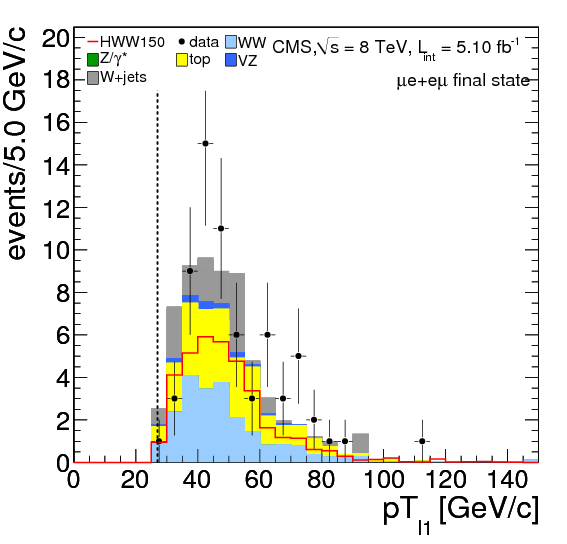 events/5.0 GeV/c
HWW150
data
WW
CMS,√s = 8 TeV, L_int = 5.10 fb⁻¹
Z/γ*
top
VZ
W+jets
μe+eμ final state
20
18
16
14
12
10
8
6
4
2
0
0 20 40 60 80 100 120 140
pT_l1 [GeV/c]